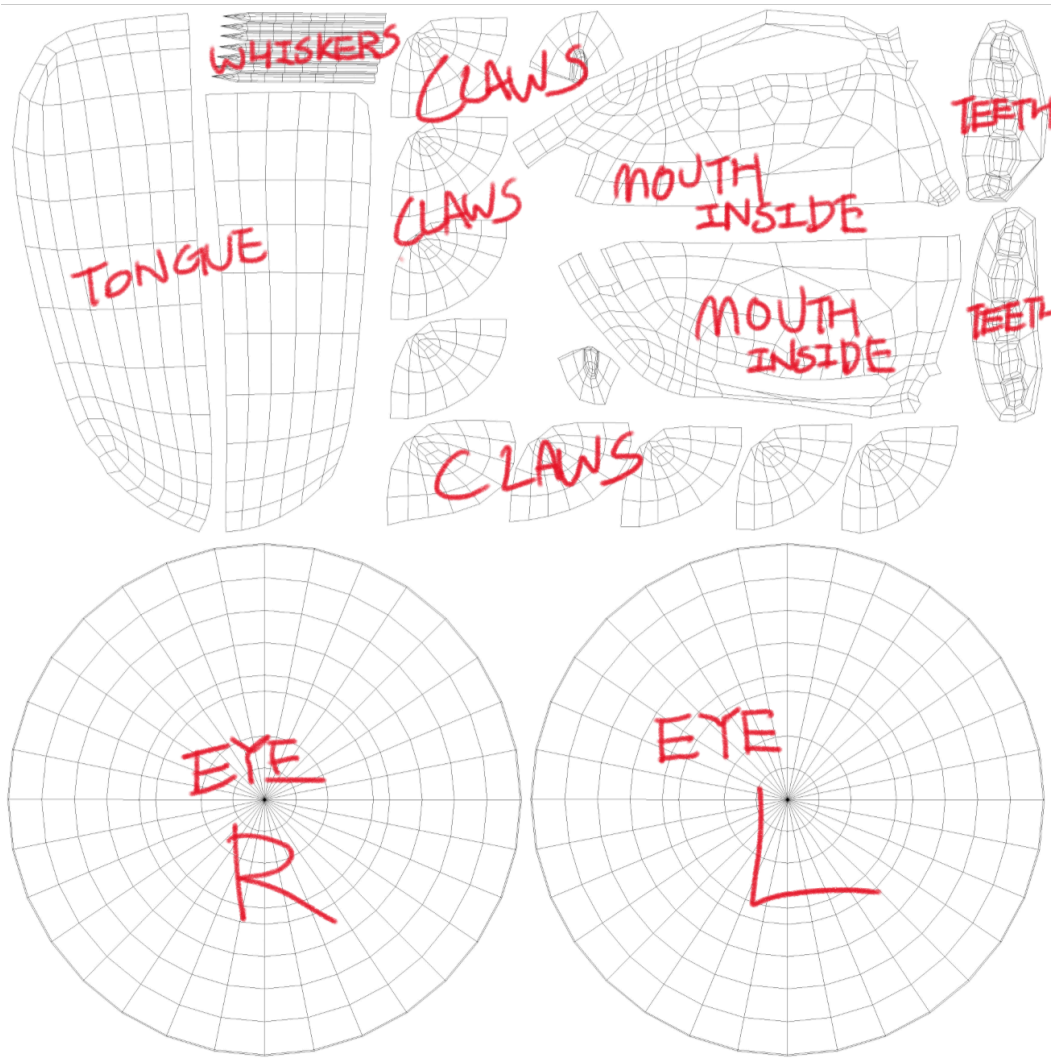 WHISKERS
CLAWS
TEETH
MOUTH
INSIDE
CLAWS
TONGUE
MOUTH
INSIDE
TEETH
CLAWS
EYE
R
EYE
L